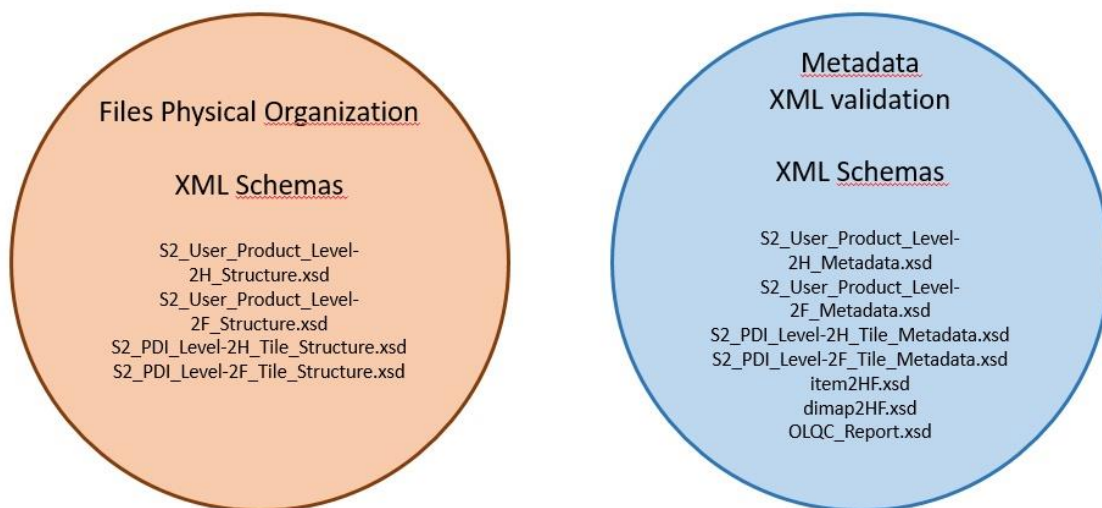 Files Physical Organization
XML Schemas
S2_User_Product_Level-
2H_Structure.xsd
S2_User_Product_Level-
2F_Structure.xsd
S2_PDI_Level-2H_Tile_Structure.xsd
S2_PDI_Level-2F_Tile_Structure.xsd
Metadata
XML validation
XML Schemas
S2_User_Product_Level-
2H_Metadata.xsd
S2_User_Product_Level-
2F_Metadata.xsd
S2_PDI_Level-2H_Tile_Metadata.xsd
S2_PDI_Level-2F_Tile_Metadata.xsd
item2HF.xsd
dimap2HF.xsd
OLQC_Report.xsd